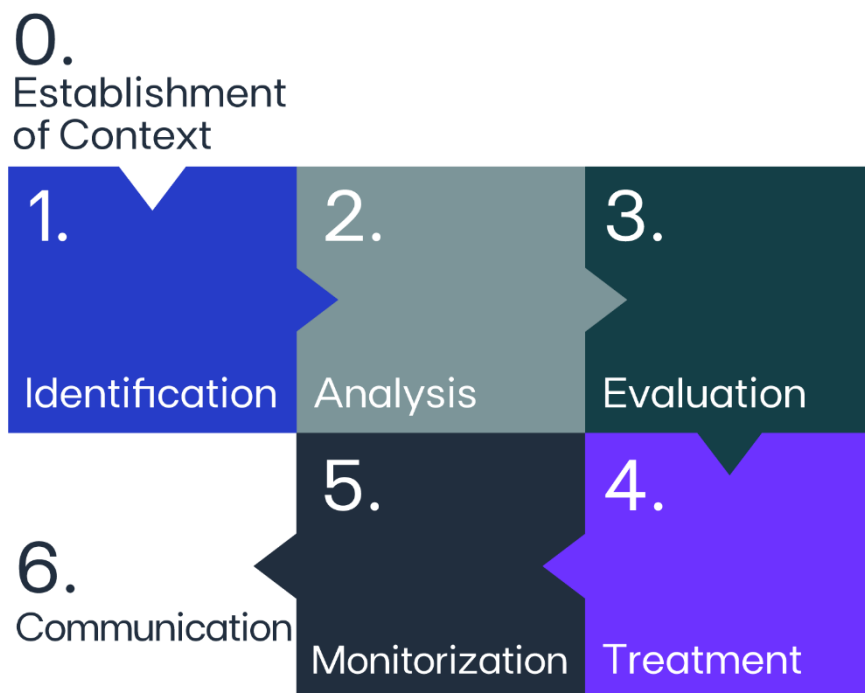 0.
Establishment
of Context
1.
Identification
2.
Analysis
3.
Evaluation
4.
Treatment
5.
Monitorization
6.
Communication